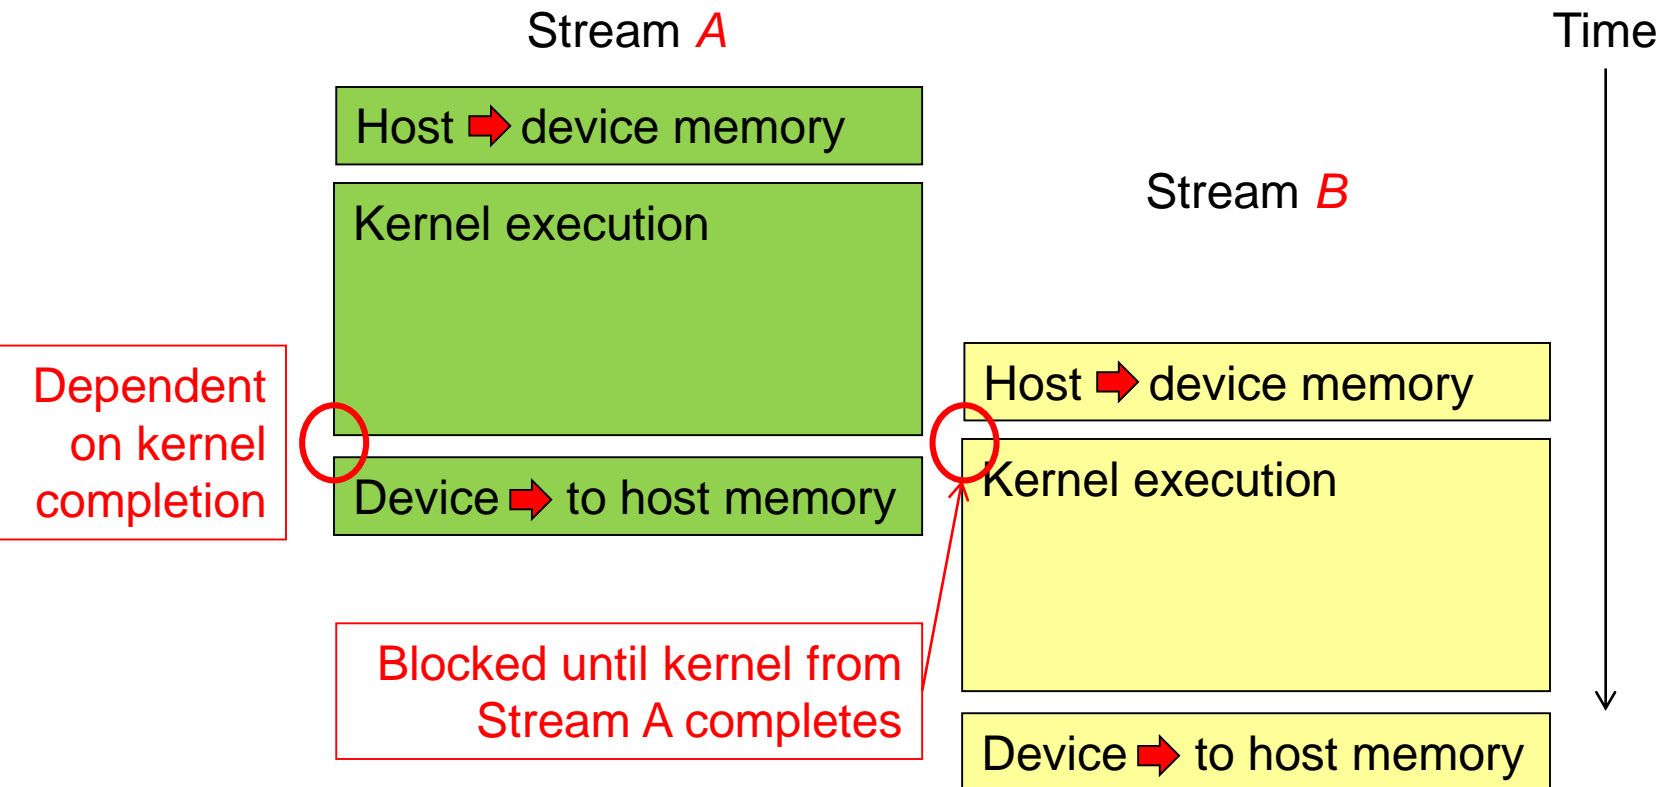 Stream A
Time
Host device memory
Kernel execution
Stream B
Dependent
on kernel
completion
Host device memory
Kernel execution
Device to host memory
Blocked until kernel from
Stream A completes
Device to host memory